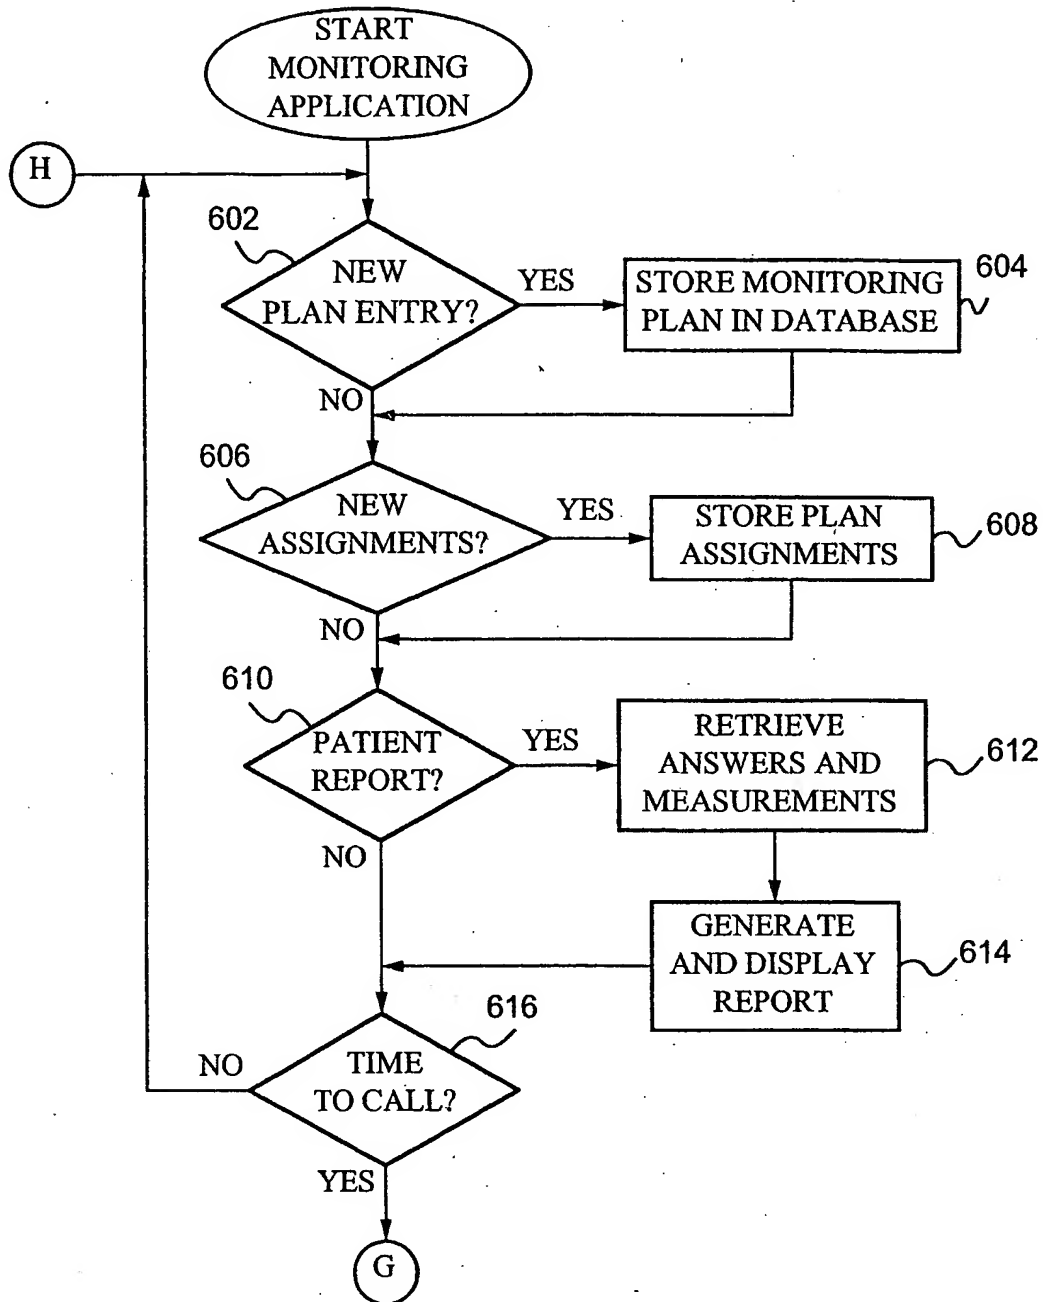 START
MONITORING
APPLICATION
H
602
NEW
PLAN ENTRY?
YES
STORE MONITORING
PLAN IN DATABASE
604
NO
606
NEW
ASSIGNMENTS?
YES
STORE PLAN
ASSIGNMENTS
608
NO
610
PATIENT
REPORT?
YES
RETRIEVE
ANSWERS AND
MEASUREMENTS
612
NO
GENERATE
AND DISPLAY
REPORT
614
616
TIME
TO CALL?
NO
YES
G